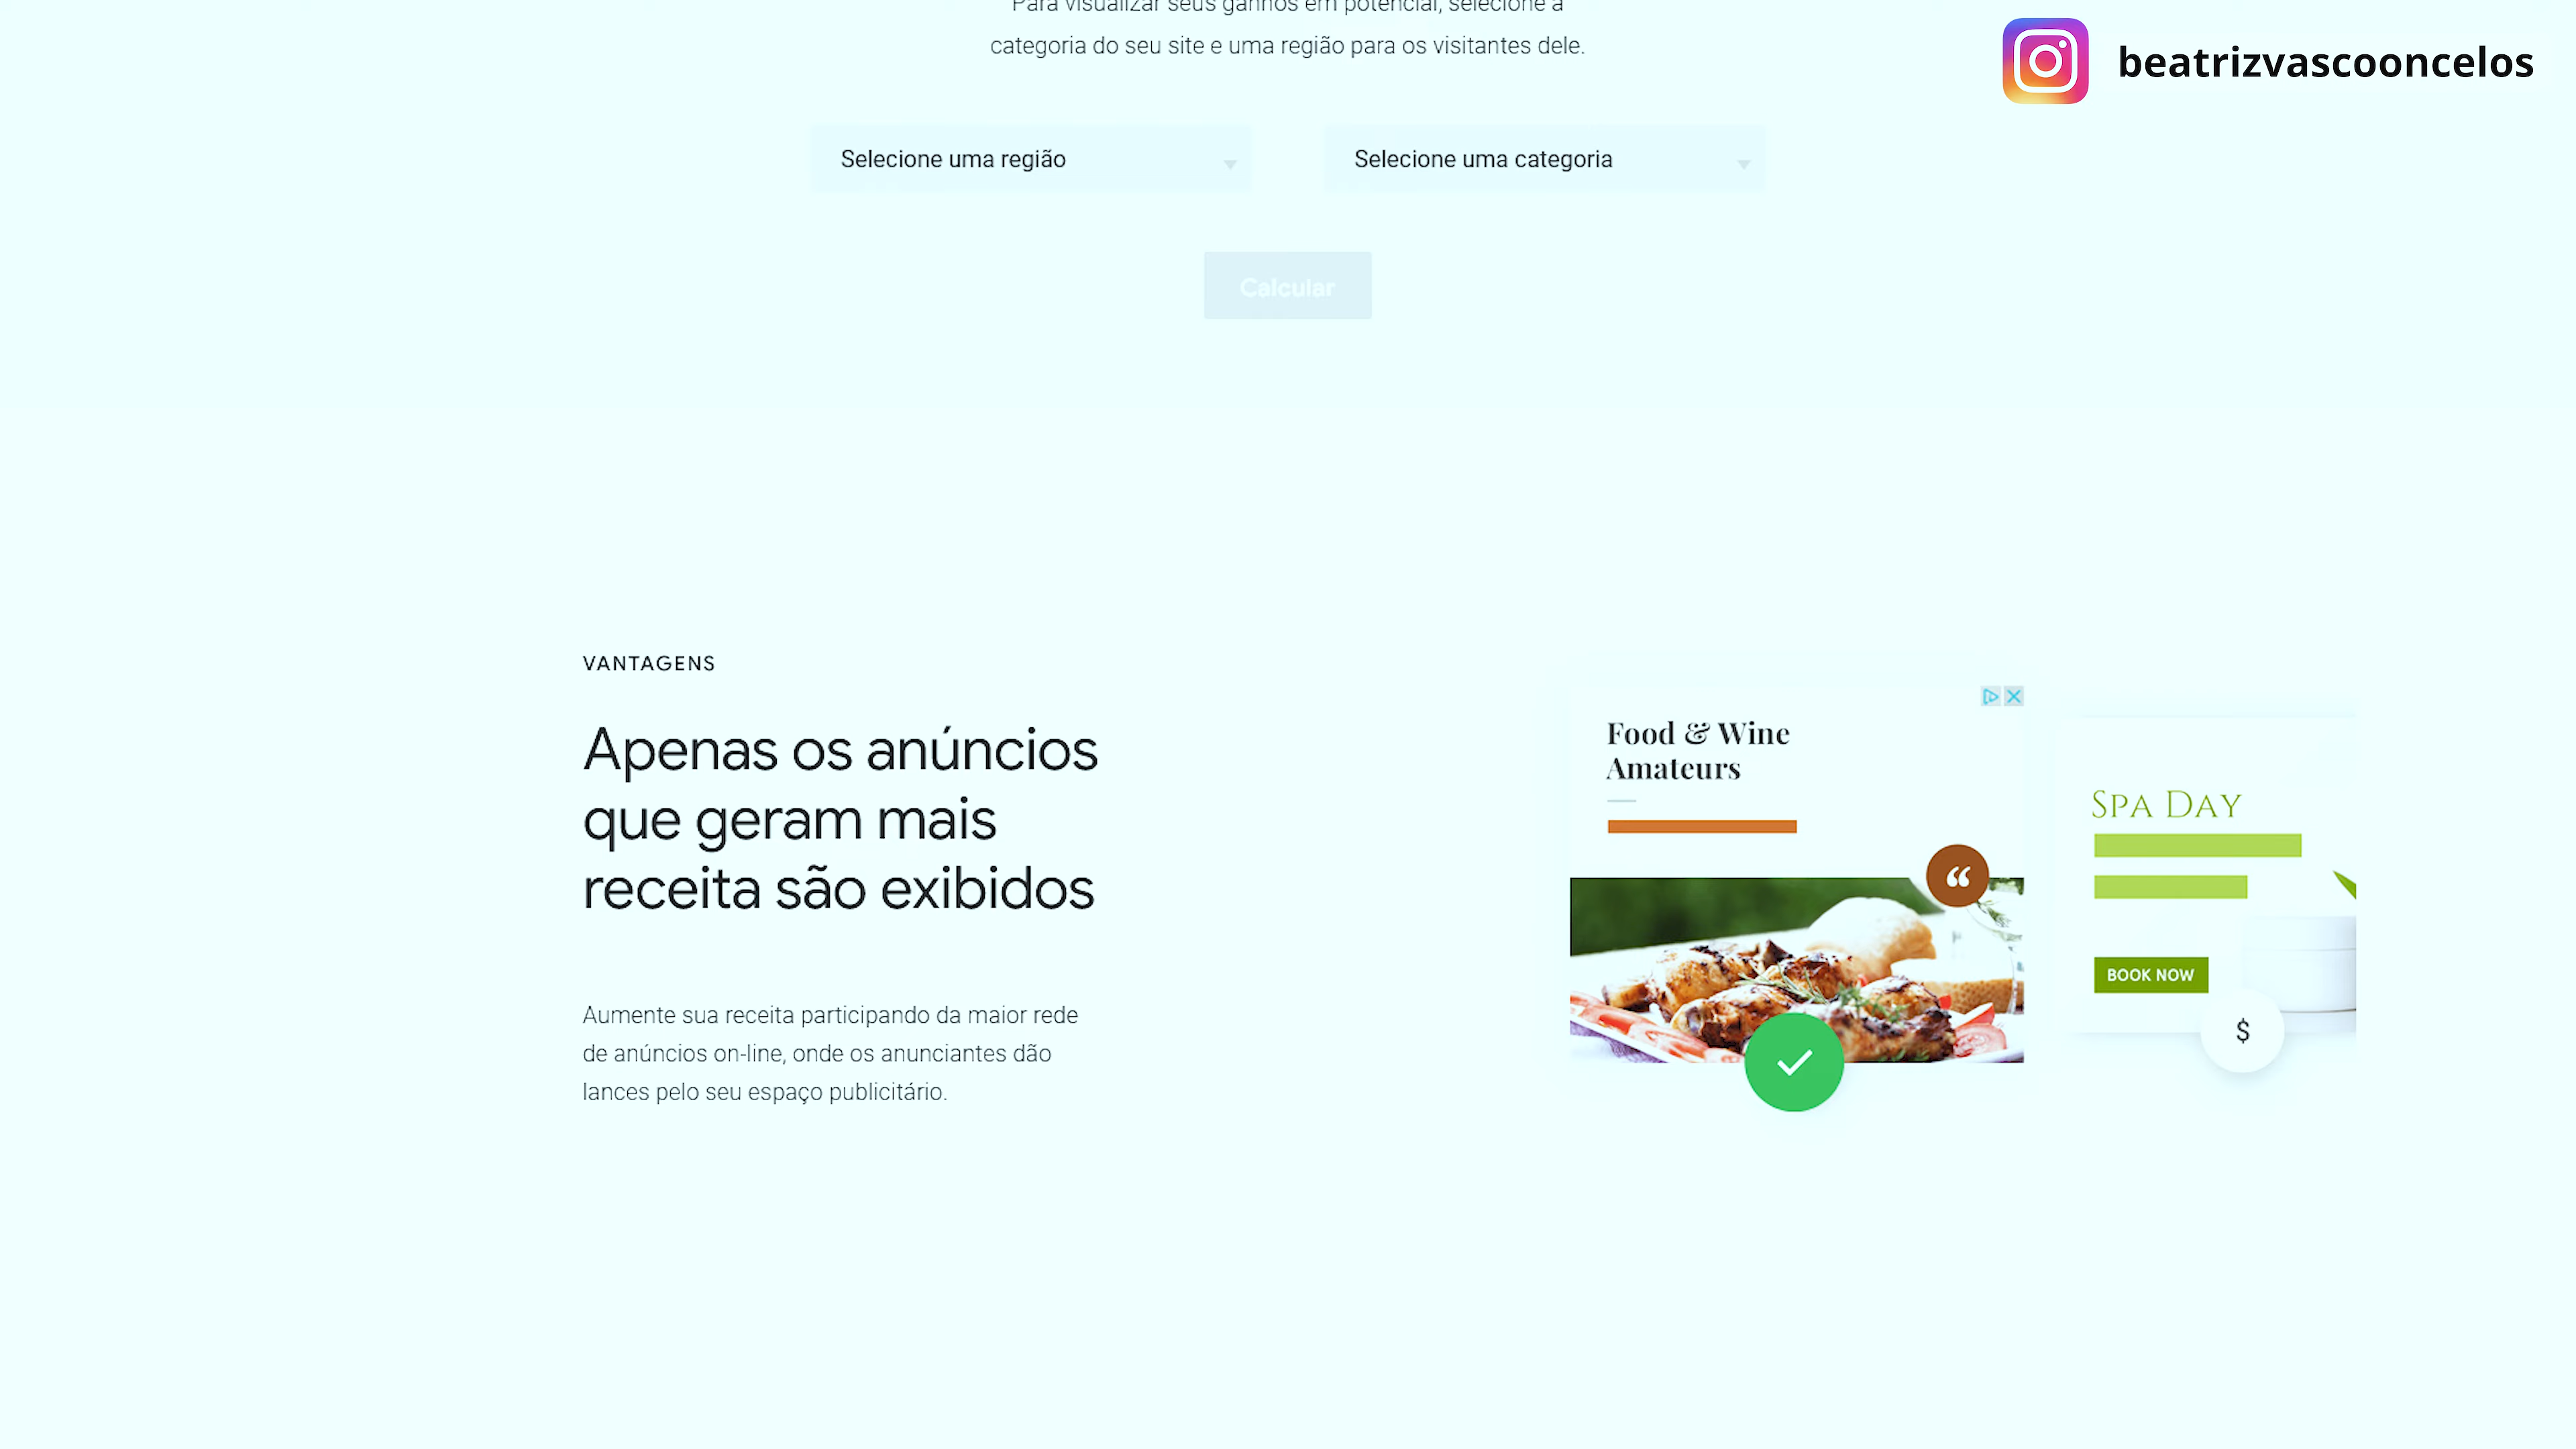 Para visualizar seus ganhos em potencial, selecione a
categoria do seu site e uma região para os visitantes dele.
beatrizvascooncelos
Selecione uma região
Selecione uma categoria
Calcular
VANTAGENS
Apenas os anúncios
que geram mais
receita são exibidos
Aumente sua receita participando da maior rede
de anúncios on-line, onde os anunciantes dão
lances pelo seu espaço publicitário.
Food & Wine
Amateurs
SPA DAY
BOOK NOW
$